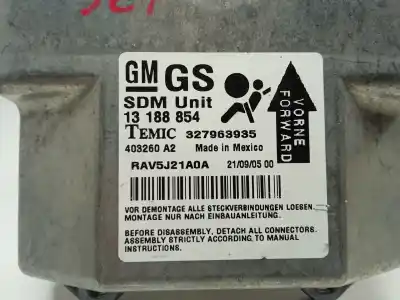 GM GS
SDM Unit
13 188 854
TEMIC 327963935
403260 A2 Made in Mexico
RAV5J21A0A 21/09/05 00
VORNE
FORWARD
VOR DEMONTAGE ALLE STECKVERBINDUNGEN LOESEN.
MONTAGE NUR NACH EINBAUANLEITUNG.
BEFORE DISASSEMBLY, DETACH ALL CONNECTORS.
ASSEMBLY STRICTLY ACCORDING TO MANUAL
INSTRUCTIONS.